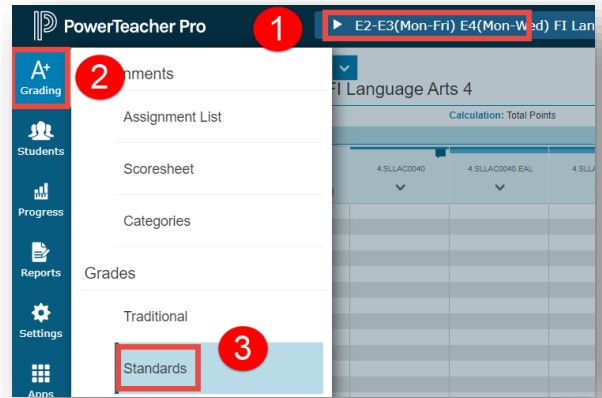 PowerTeacher Pro
1
E2-E3(Mon-Fri) E4(Mon-Wed) FI Lan
A+
Grading
2
nments
FI Language Arts 4
Assignment List
Calculation: Total Points
Students
Scoresheet
4.SLLAC0040
4.SLLAC0040.EAL
4.SLLA
Progress
Categories
Reports
Grades
Traditional
Settings
3
Standards
Apps